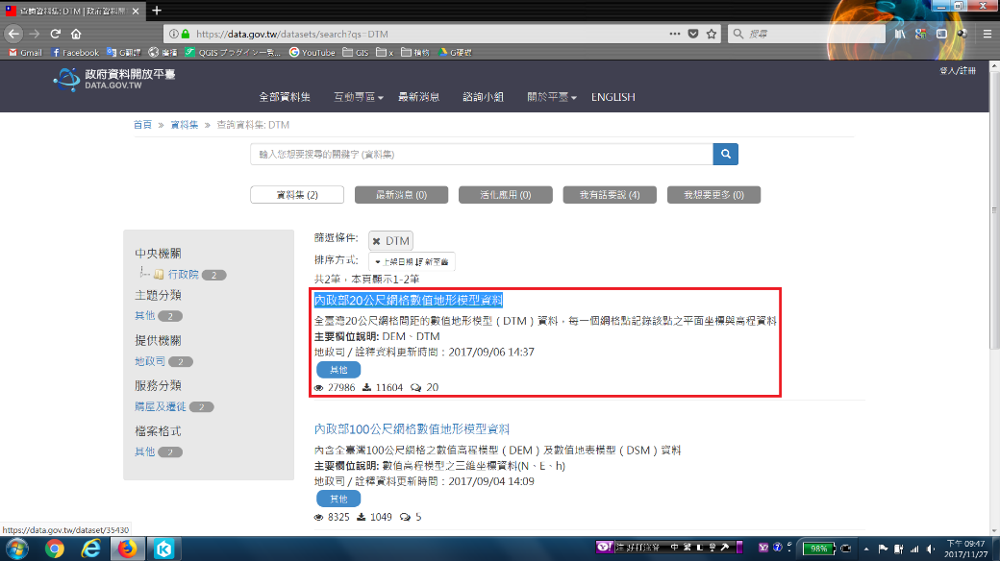 查詢資料集: DTM | 政府資料開
https://data.gov.tw/datasets/search?qs=DTM
搜尋
Gmail
Facebook
G翻譯
廣播
QGIS プラグイン一覧...
YouTube
GIS
x
植物
G硬碟
政府資料開放平臺
DATA.GOV.TW
登入/註冊
全部資料集 互動專區 最新消息 諮詢小組 關於平臺 ENGLISH
首頁 » 資料集 » 查詢資料集: DTM
輸入您想要搜尋的關鍵字 (資料集)
資料集 (2) 最新消息 (0) 活化應用 (0) 我有話要說 (4) 我想要更多 (0)
中央機關
行政院 2
主題分類
其他 2
提供機關
地政司 2
服務分類
購屋及遷徙 2
檔案格式
其他 2
篩選條件: ✖ DTM
排序方式: 上架日期 新至舊
共2筆，本頁顯示1-2筆
內政部20公尺網格數值地形模型資料
全臺灣20公尺網格間距的數值地形模型（DTM）資料，每一個網格點記錄該點之平面坐標與高程資料
主要欄位說明: DEM、DTM
地政司 / 詮釋資料更新時間：2017/09/06 14:37
其他
27986 11604 20
內政部100公尺網格數值地形模型資料
內含全臺灣100公尺網格之數值高程模型（DEM）及數值地表模型（DSM）資料
主要欄位說明: 數值高程模型之三維坐標資料(N、E、h)
地政司 / 詮釋資料更新時間：2017/09/04 14:09
其他
8325 1049 5
https://data.gov.tw/dataset/35430
98%
下午 09:47
2017/11/27